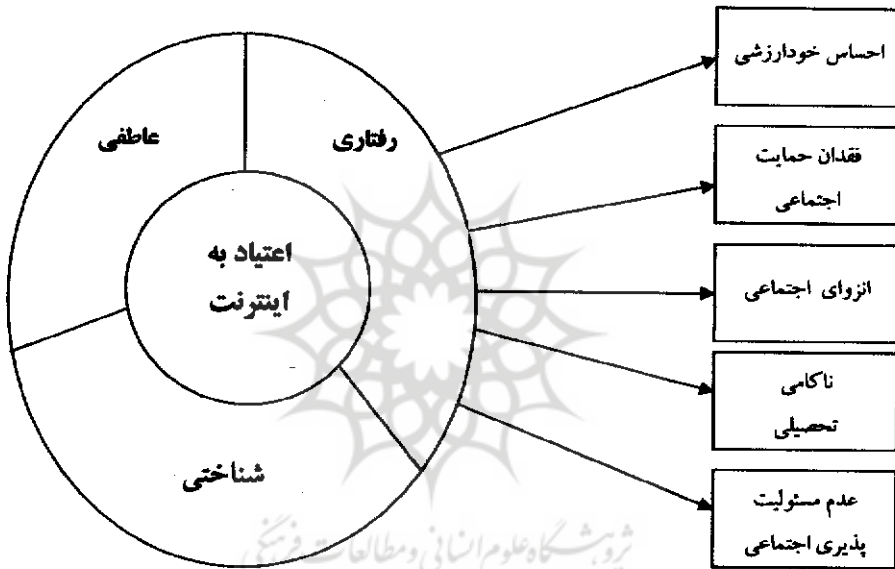 احساس خودارزشی
عاطفی
رفتاری
فقدان حمایت
اجتماعی
اعتیاد به
اینترنت
انزوای اجتماعی
ناکامی
تحصیلی
شناختی
عدم مسئولیت
پذیری اجتماعی
پژوهشگاه علوم انسانی و مطالعات فرهنگی